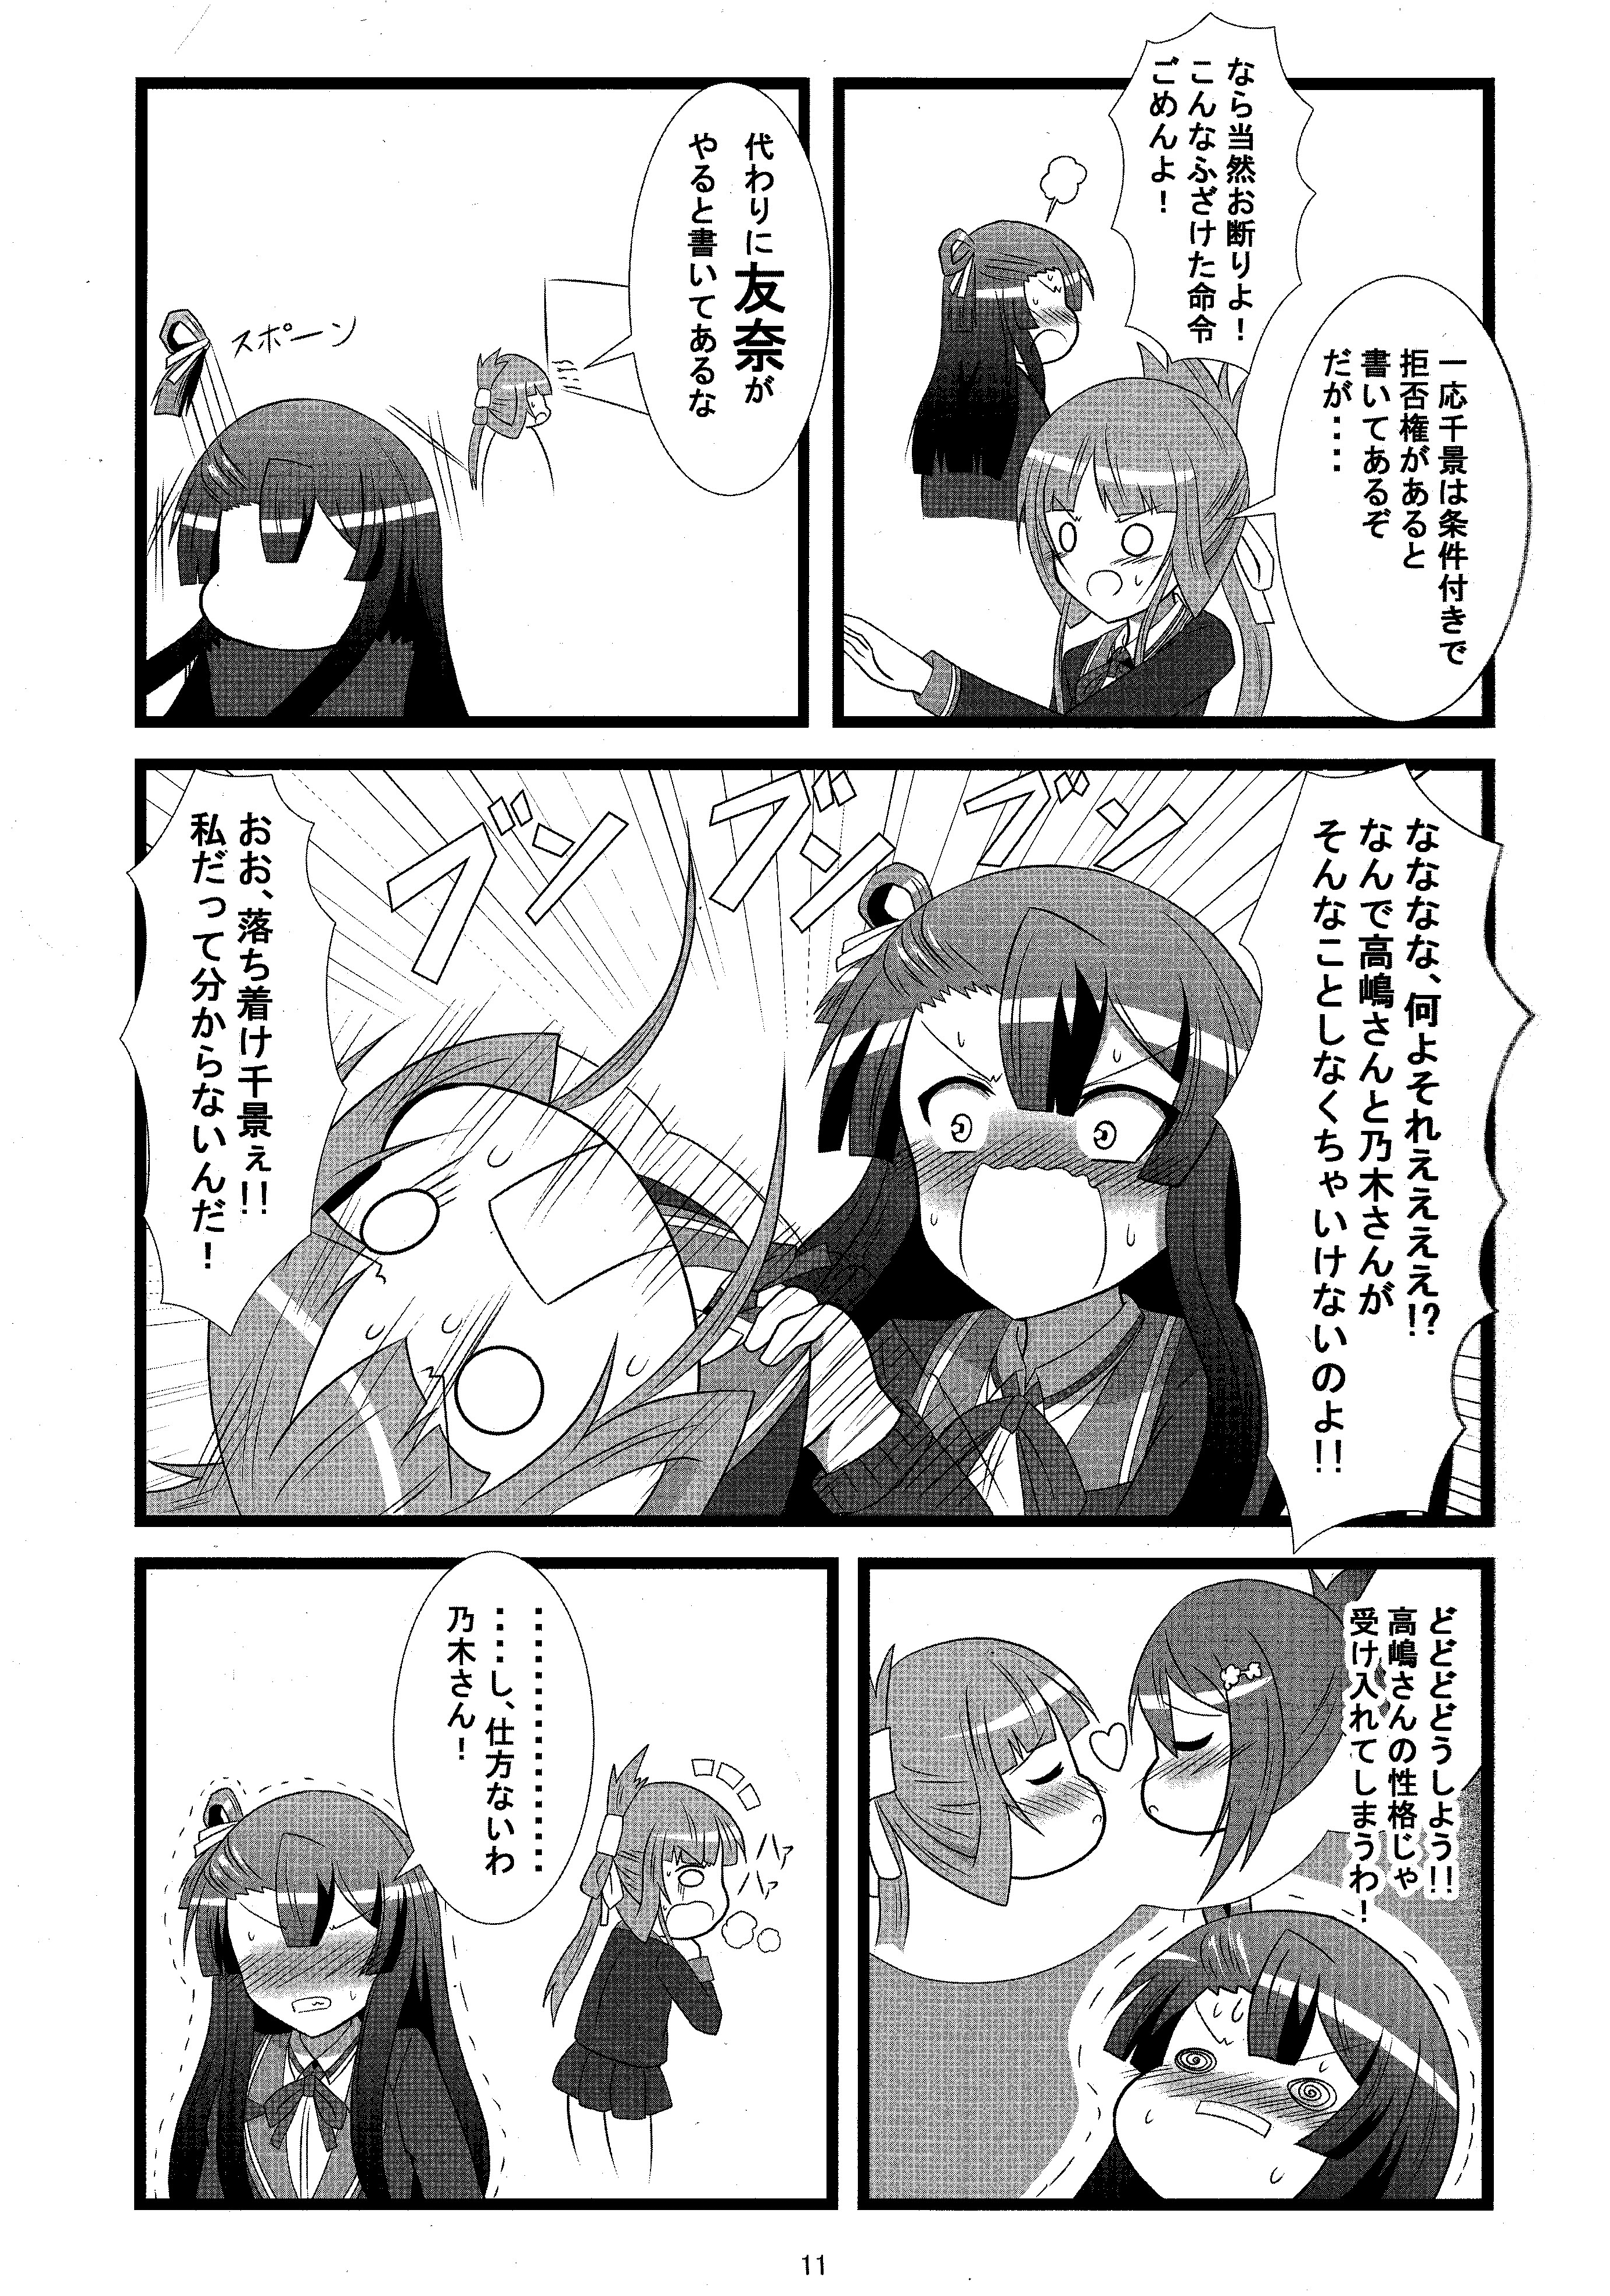 一応千景は条件付きで
拒否権があると
書いてあるぞ
だが‥‥
なら当然お断りよ！
こんなふざけた命令
ごめんよ！
代わりに友奈が
やると書いてあるな
スポーン
なななな、何よそれええええ!?
なんで高嶋さんと乃木さんが
そんなことしなくちゃいけないのよ!!
ブンブンブン
おお、落ち着け千景ぇ!!
私だって分からないんだ！
どどどどうしよう!!
高嶋さんの性格じゃ
受け入れてしまうわ！
ハァ
ハァ
‥‥‥‥‥‥‥‥‥‥
‥‥し、仕方ないわ
乃木さん！
11